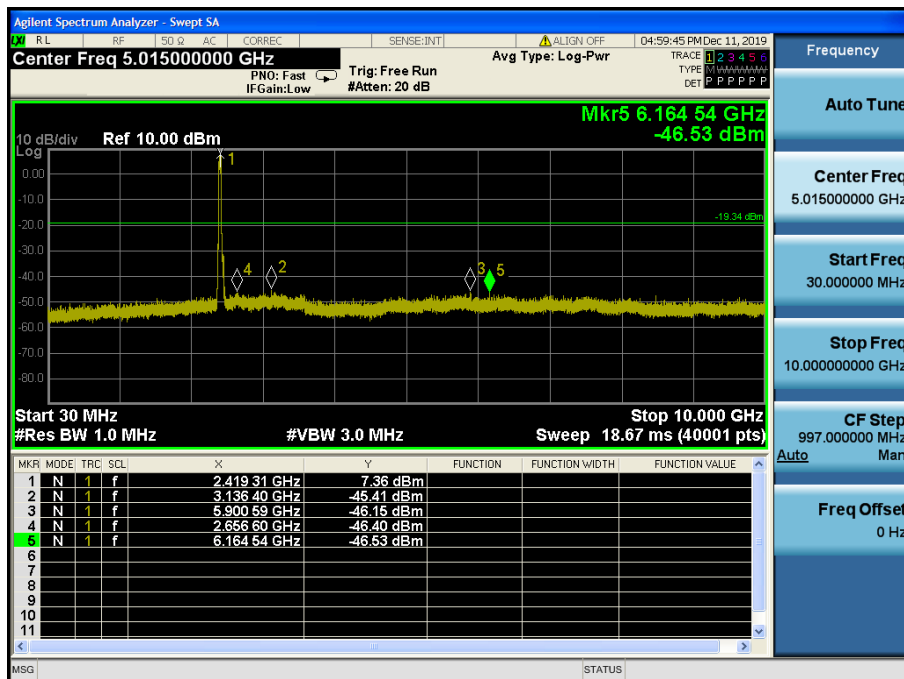 Agilent Spectrum Analyzer - Swept SA
LXI RL RF 50 Ω AC CORREC SENSE:INT ALIGN OFF 04:59:45 PM Dec 11, 2019
Center Freq 5.015000000 GHz
PNO: Fast
IFGain:Low
Trig: Free Run
#Atten: 20 dB
Avg Type: Log-Pwr
TRACE 1 2 3 4 5 6
TYPE M WWWWW
DET P P P P P P
Mkr5 6.164 54 GHz
-46.53 dBm
10 dB/div Ref 10.00 dBm
Log
1
0.00
-10.0
-20.0
-19.34 dBm
-30.0
-40.0
4 2 3 5
-50.0
-60.0
-70.0
-80.0
Start 30 MHz Stop 10.000 GHz
#Res BW 1.0 MHz #VBW 3.0 MHz Sweep 18.67 ms (40001 pts)
MKR MODE TRC SCL X Y FUNCTION FUNCTION WIDTH FUNCTION VALUE
1 N 1 f 2.419 31 GHz 7.36 dBm
2 N 1 f 3.136 40 GHz -45.41 dBm
3 N 1 f 5.900 59 GHz -46.15 dBm
4 N 1 f 2.656 60 GHz -46.40 dBm
5 N 1 f 6.164 54 GHz -46.53 dBm
6
7
8
9
10
11
MSG STATUS
Frequency
Auto Tune
Center Freq
5.015000000 GHz
Start Freq
30.000000 MHz
Stop Freq
10.000000000 GHz
CF Step
997.000000 MHz
Auto Man
Freq Offset
0 Hz